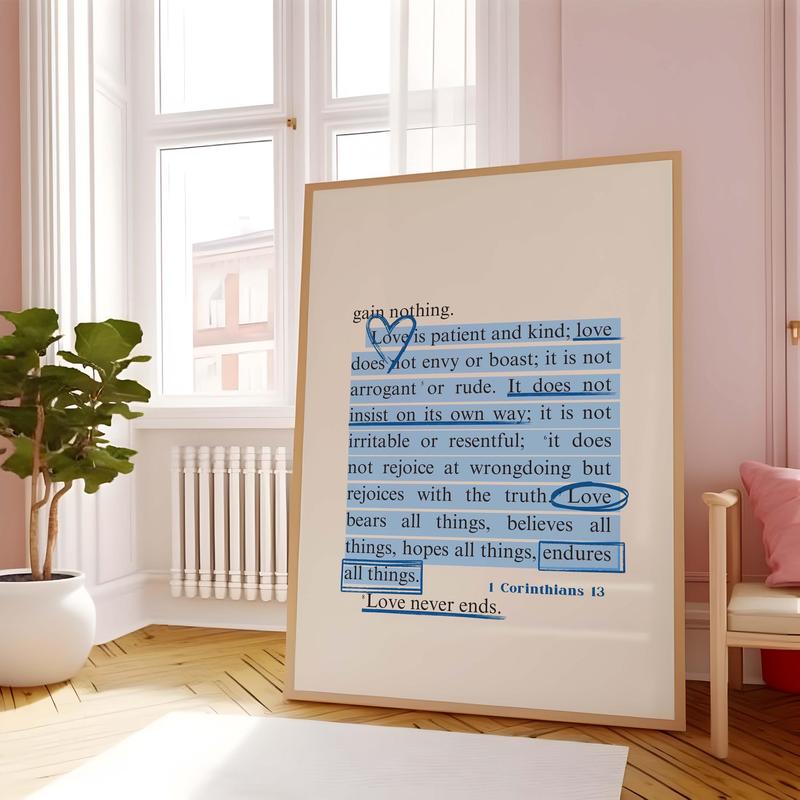 gain nothing.
Love is patient and kind; love
does not envy or boast; it is not
arrogant or rude. It does not
insist on its own way; it is not
irritable or resentful; it does
not rejoice at wrongdoing but
rejoices with the truth. Love
bears all things, believes all
things, hopes all things, endures
all things.
1 Corinthians 13
Love never ends.